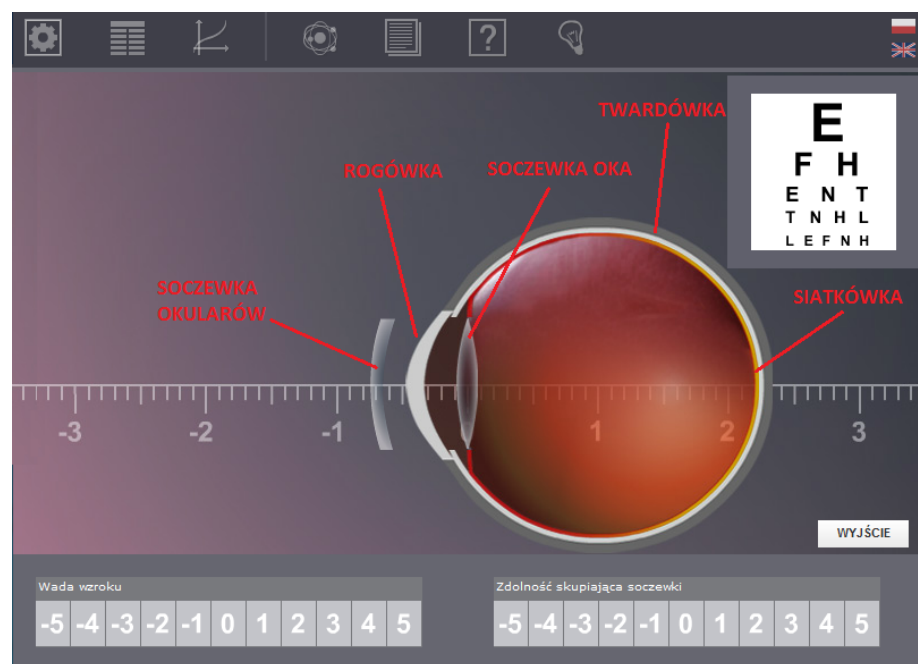 ?
TWARDÓWKA
E
F H
E N T
T N H L
L E F N H
ROGÓWKA
SOCZEWKA OKA
SOCZEWKA
OKULARÓW
SIATKÓWKA
-3 -2 -1 1 2 3
WYJŚCIE
Wada wzroku
-5 -4 -3 -2 -1 0 1 2 3 4 5
Zdolność skupiająca soczewki
-5 -4 -3 -2 -1 0 1 2 3 4 5